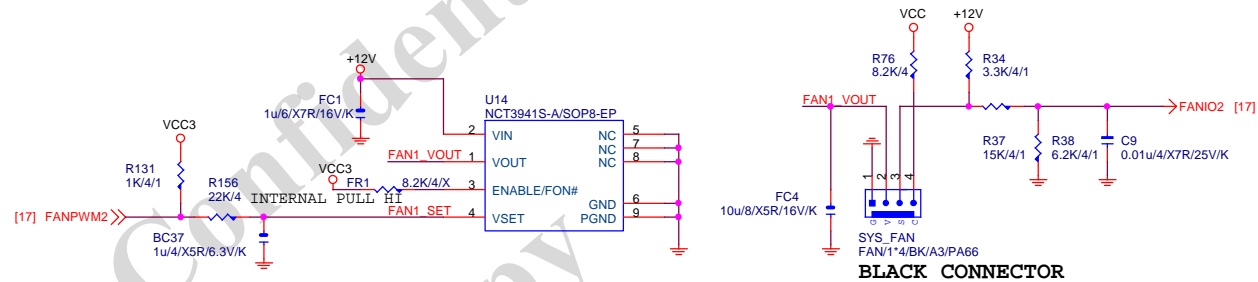 Confidential
Copy
+12V
FC1
1u/6/X7R/16V/K
U14
NCT3941S-A/SOP8-EP
2 VIN
1 VOUT
3 ENABLE/FON#
4 VSET
NC 5
NC 7
NC 8
GND 6
PGND 9
FAN1_VOUT
VCC3
FR1 8.2K/4/X
INTERNAL PULL HI
FAN1_SET
VCC3
R131
1K/4/1
R156
22K/4
[17] FANPWM2
BC37
1u/4/X5R/6.3V/K
VCC
+12V
R76
8.2K/4
R34
3.3K/4/1
FAN1_VOUT
FANIO2 [17]
R37
15K/4/1
R38
6.2K/4/1
C9
0.01u/4/X7R/25V/K
FC4
10u/8/X5R/16V/K
1 2 3 4
G V S C
SYS_FAN
FAN/1*4/BK/A3/PA66
BLACK CONNECTOR